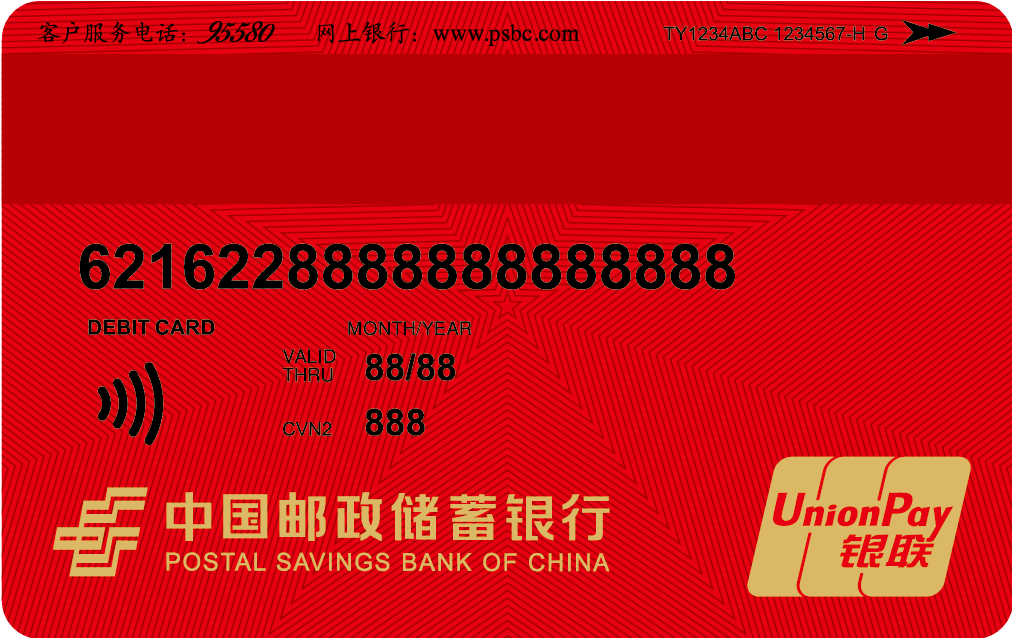 客户服务电话：95580 网上银行：www.psbc.com TY1234ABC 1234567-H G
6216228888888888888
DEBIT CARD
MONTH/YEAR
VALID THRU 88/88
CVN2 888
中国邮政储蓄银行
POSTAL SAVINGS BANK OF CHINA
UnionPay
银联